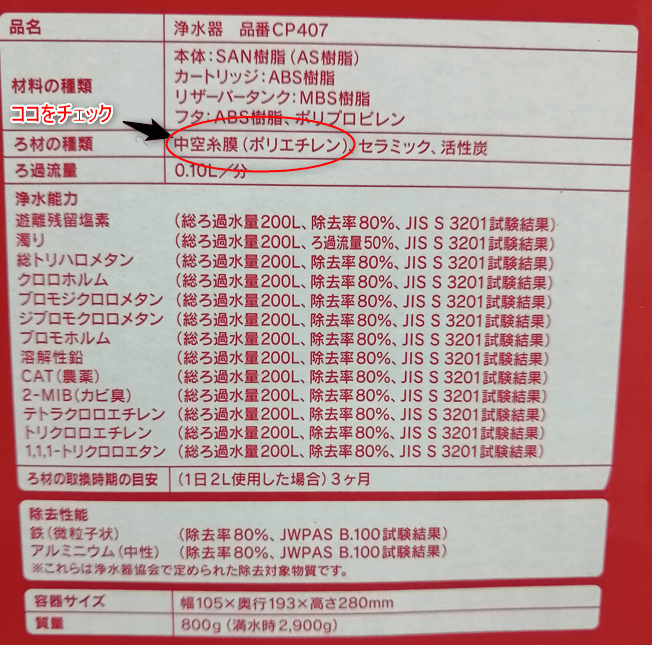 品名 浄水器 品番CP407
材料の種類 本体:SAN樹脂(AS樹脂)
カートリッジ:ABS樹脂
リザーバータンク:MBS樹脂
フタ:ABS樹脂、ポリプロピレン
ココをチェック
ろ材の種類 中空糸膜(ポリエチレン)、セラミック、活性炭
ろ過流量 0.10L/分
浄水能力
遊離残留塩素 (総ろ過水量200L、除去率80%、JIS S 3201試験結果)
濁り (総ろ過水量200L、ろ過流量50%、JIS S 3201試験結果)
総トリハロメタン (総ろ過水量200L、除去率80%、JIS S 3201試験結果)
クロロホルム (総ろ過水量200L、除去率80%、JIS S 3201試験結果)
ブロモジクロロメタン (総ろ過水量200L、除去率80%、JIS S 3201試験結果)
ジブロモクロロメタン (総ろ過水量200L、除去率80%、JIS S 3201試験結果)
ブロモホルム (総ろ過水量200L、除去率80%、JIS S 3201試験結果)
溶解性鉛 (総ろ過水量200L、除去率80%、JIS S 3201試験結果)
CAT(農薬) (総ろ過水量200L、除去率80%、JIS S 3201試験結果)
2-MIB(カビ臭) (総ろ過水量200L、除去率80%、JIS S 3201試験結果)
テトラクロロエチレン (総ろ過水量200L、除去率80%、JIS S 3201試験結果)
トリクロロエチレン (総ろ過水量200L、除去率80%、JIS S 3201試験結果)
1,1,1-トリクロロエタン (総ろ過水量200L、除去率80%、JIS S 3201試験結果)
ろ材の取換時期の目安 (1日2L使用した場合)3ヶ月
除去性能
鉄(微粒子状) (除去率80%、JWPAS B.100試験結果)
アルミニウム(中性) (除去率80%、JWPAS B.100試験結果)
※これらは浄水器協会で定められた除去対象物質です。
容器サイズ 幅105×奥行193×高さ280mm
質量 800g(満水時2,900g)